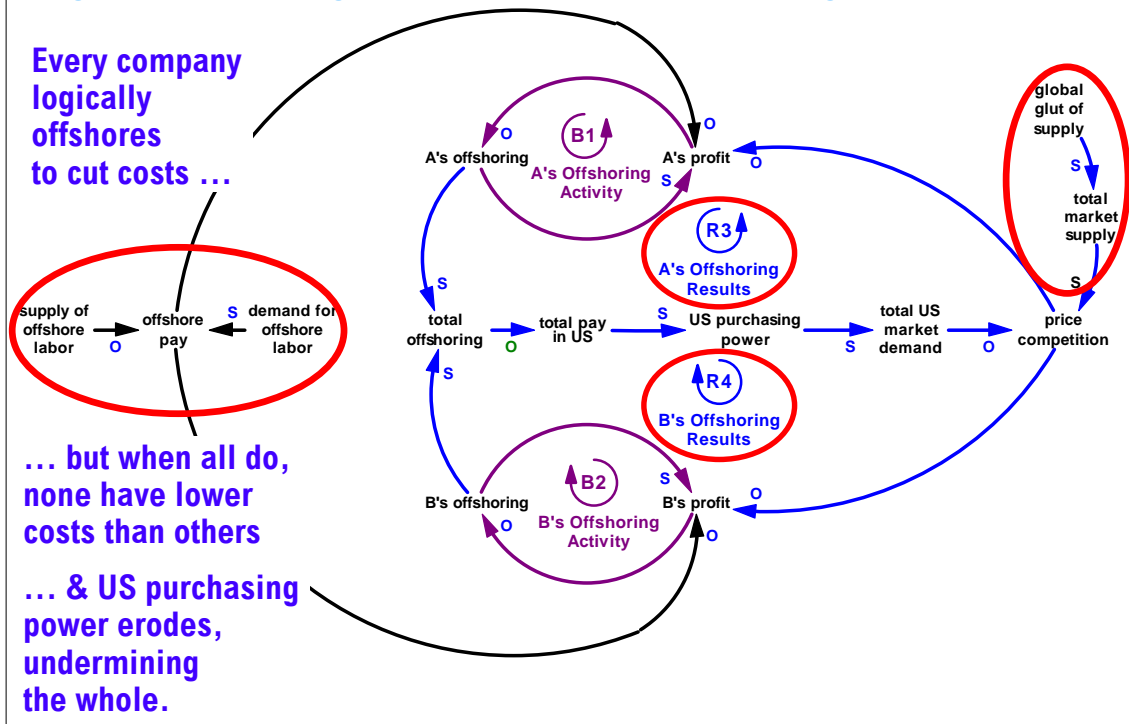 Every company
logically
offshores
to cut costs ...
global
glut of
supply
S
total
market
supply
S
O
B1
O
A's offshoring
A's profit
O
A's Offshoring
Activity
S
R3
A's Offshoring
Results
supply of
offshore
labor
O
offshore
pay
S
demand for
offshore
labor
S
total
offshoring
O
total pay
in US
S
US purchasing
power
S
total US
market
demand
O
price
competition
S
R4
B's Offshoring
Results
... but when all do,
none have lower
costs than others
B2
S
O
B's offshoring
O
B's profit
O
B's Offshoring
Activity
... & US purchasing
power erodes,
undermining
the whole.